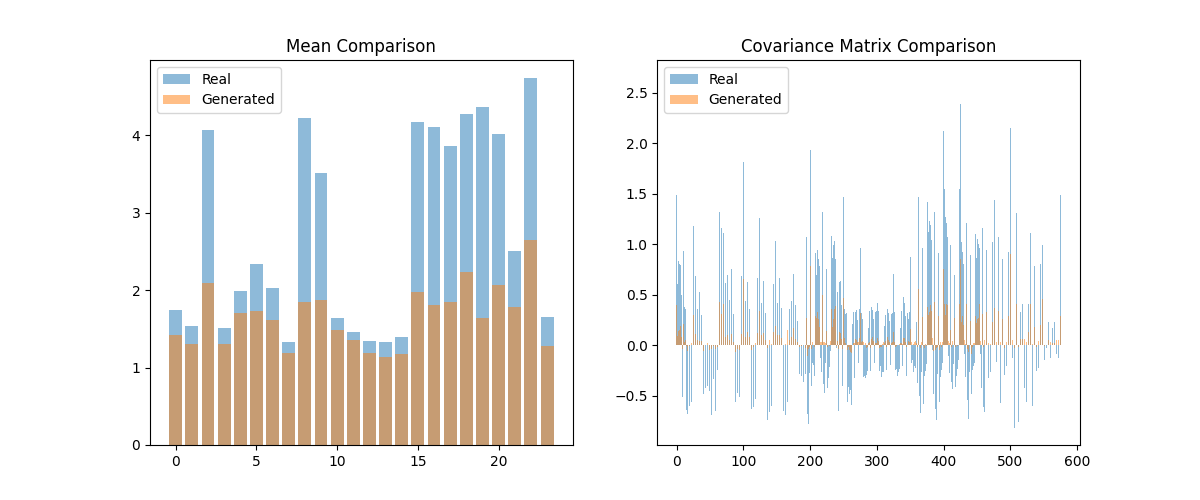 Mean Comparison
Real
Generated
4
3
2
1
0
0 5 10 15 20
Covariance Matrix Comparison
Real
Generated
2.5
2.0
1.5
1.0
0.5
0.0
−0.5
0 100 200 300 400 500 600